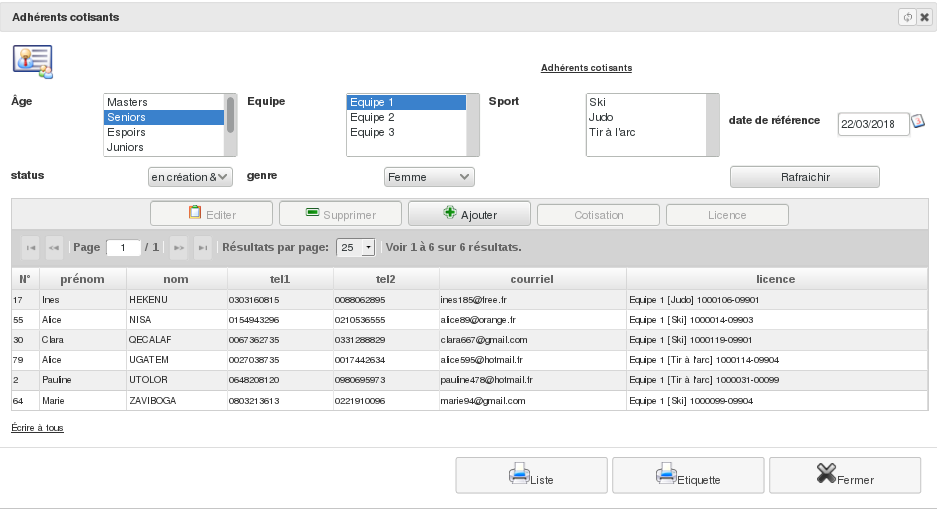 Adhérents cotisants
Adhérents cotisants
Âge
Masters
Seniors
Espoirs
Juniors
Equipe
Equipe 1
Equipe 2
Equipe 3
Sport
Ski
Judo
Tir à l'arc
date de référence
22/03/2018
status
en création &
genre
Femme
Rafraichir
Editer Supprimer Ajouter Cotisation Licence
Page 1 / 1 Résultats par page: 25 Voir 1 à 6 sur 6 résultats.
N° prénom nom tel1 tel2 courriel licence
17 Ines HEKENU 0303160815 0088062895 ines185@free.fr Equipe 1 [Judo] 1000106-09901
55 Alice NISA 0154943296 0210536555 alice89@orange.fr Equipe 1 [Ski] 1000014-09903
30 Clara QECALAF 0067362735 0331288829 clara667@gmail.com Equipe 1 [Ski] 1000119-09901
79 Alice UGATEM 0027038735 0017442634 alice595@hotmail.fr Equipe 1 [Tir à l'arc] 1000114-09904
2 Pauline UTOLOR 0648208120 0980695973 pauline478@hotmail.fr Equipe 1 [Tir à l'arc] 1000031-00099
64 Marie ZAVIBOGA 0803213613 0221910096 marie94@gmail.com Equipe 1 [Ski] 1000099-09904
Écrire à tous
Liste Etiquette Fermer